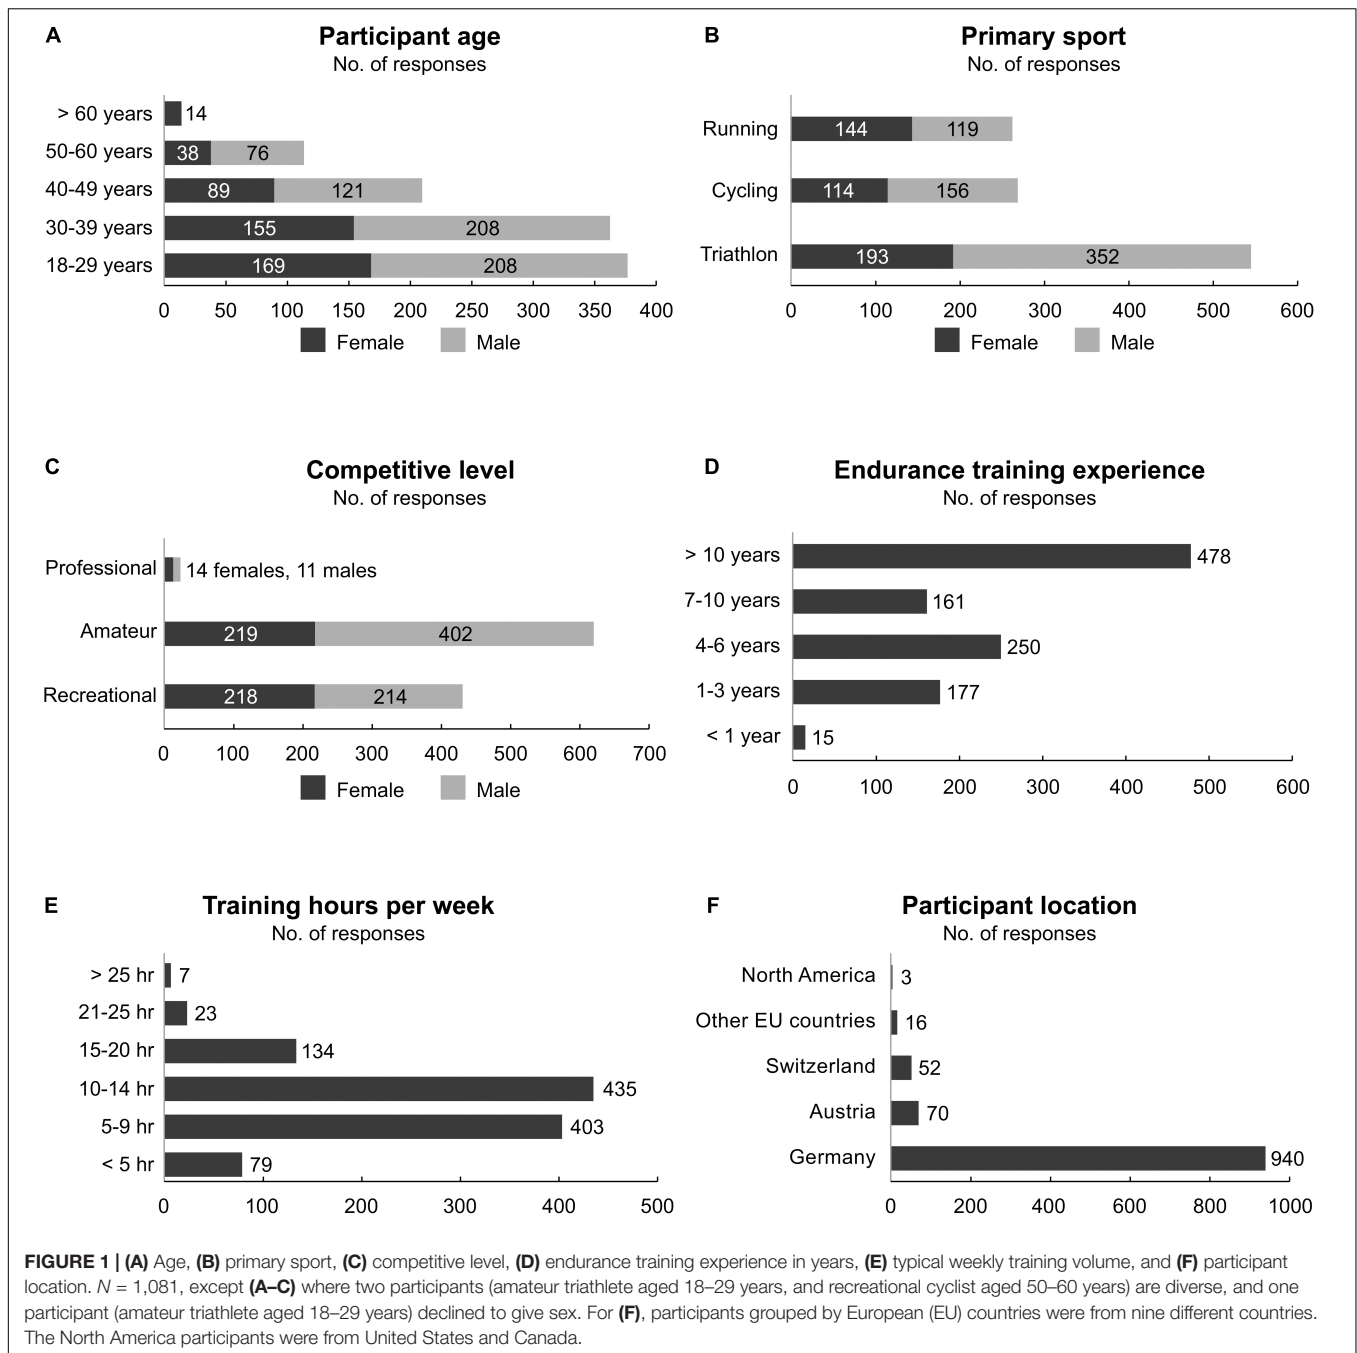 A
Participant age
No. of responses
> 60 years 14
50-60 years 38 76
40-49 years 89 121
30-39 years 155 208
18-29 years 169 208
0 50 100 150 200 250 300 350 400
Female Male
B
Primary sport
No. of responses
Running 144 119
Cycling 114 156
Triathlon 193 352
0 100 200 300 400 500 600
Female Male
C
Competitive level
No. of responses
Professional 14 females, 11 males
Amateur 219 402
Recreational 218 214
0 100 200 300 400 500 600 700
Female Male
D
Endurance training experience
No. of responses
> 10 years 478
7-10 years 161
4-6 years 250
1-3 years 177
< 1 year 15
0 100 200 300 400 500 600
E
Training hours per week
No. of responses
> 25 hr 7
21-25 hr 23
15-20 hr 134
10-14 hr 435
5-9 hr 403
< 5 hr 79
0 100 200 300 400 500
F
Participant location
No. of responses
North America 3
Other EU countries 16
Switzerland 52
Austria 70
Germany 940
0 200 400 600 800 1000
FIGURE 1 | (A) Age, (B) primary sport, (C) competitive level, (D) endurance training experience in years, (E) typical weekly training volume, and (F) participant
location. N = 1,081, except (A–C) where two participants (amateur triathlete aged 18–29 years, and recreational cyclist aged 50–60 years) are diverse, and one
participant (amateur triathlete aged 18–29 years) declined to give sex. For (F), participants grouped by European (EU) countries were from nine different countries.
The North America participants were from United States and Canada.